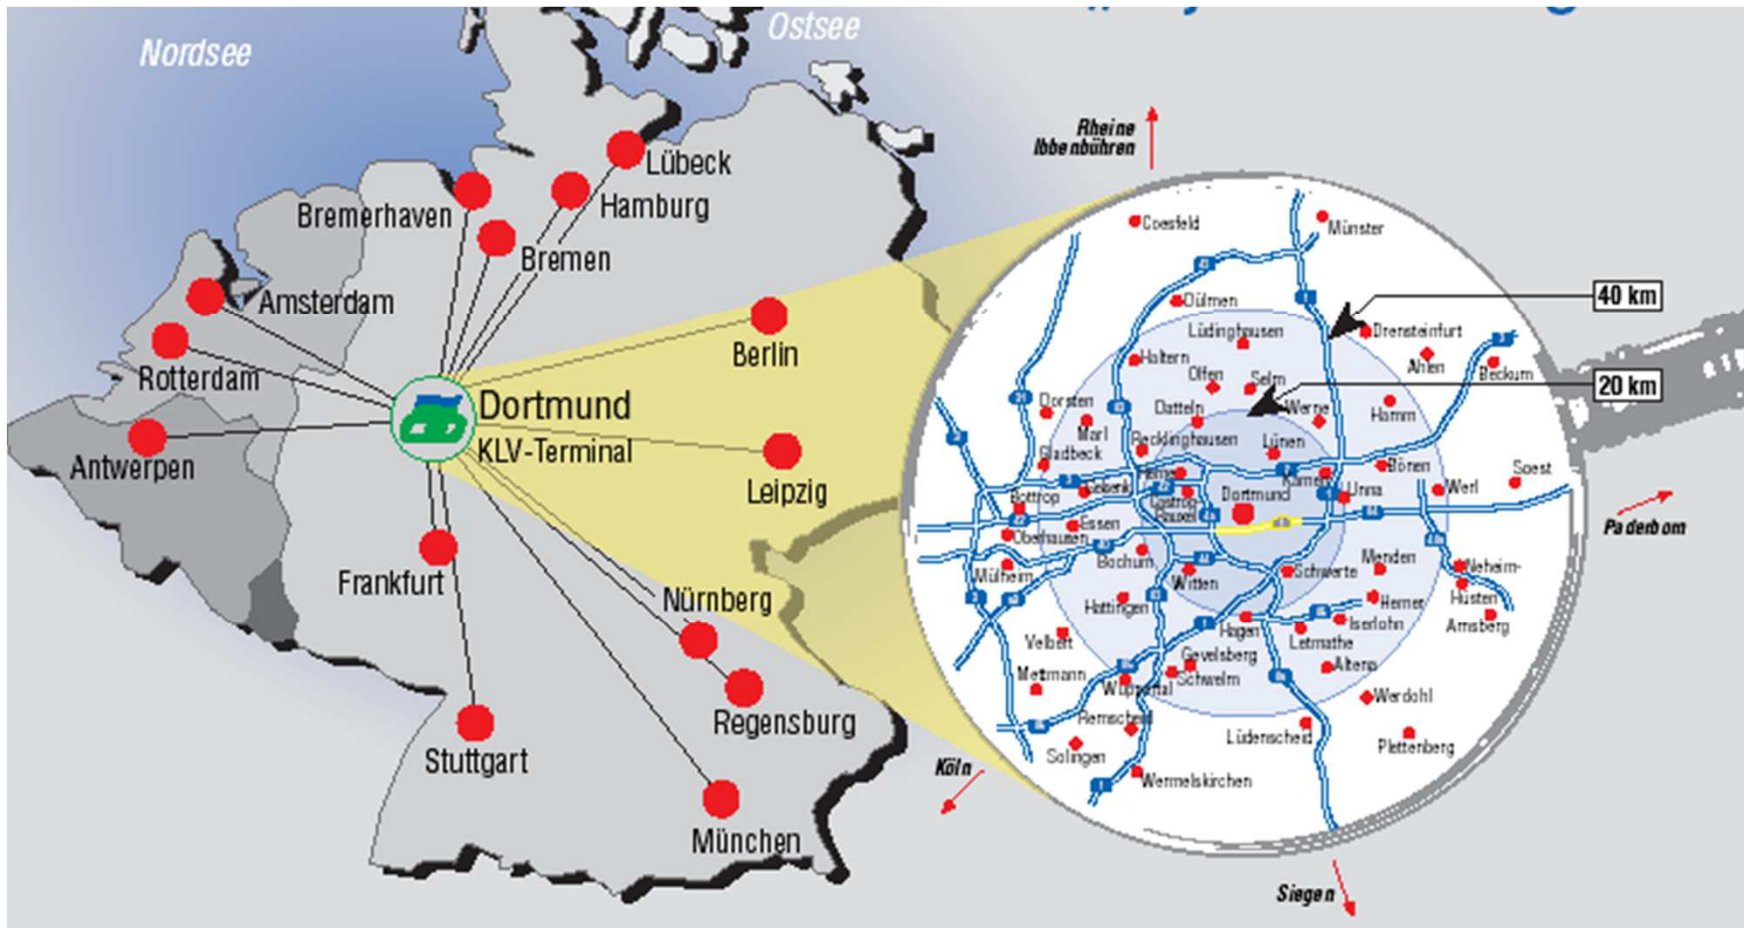 Nordsee
Ostsee
Lübeck
Hamburg
Bremerhaven
Bremen
Amsterdam
Rotterdam
Berlin
Dortmund
KLV-Terminal
Antwerpen
Leipzig
Frankfurt
Nürnberg
Regensburg
Stuttgart
München
Rheine
Ibbenbühren
Coesfeld
Münster
40 km
Dülmen
Lüdinghausen
Drensteinfurt
Haltern
Ahlen
Beckum
Olfen
Selm
20 km
Dorsten
Datteln
Werne
Hamm
Marl
Recklinghausen
Lünen
Gladbeck
Bönen
Soest
Herne
Kamen
Bottrop
Gelsenk.
Castrop-
Rauxel
Dortmund
Unna
Werl
Essen
Oberhausen
Paderborn
Bochum
Menden
Mülheim
Witten
Schwerte
Neheim-
Hüsten
Hattingen
Hemer
Arnsberg
Velbert
Hagen
Iserlohn
Letmathe
Gevelsberg
Altena
Mettmann
Wuppertal
Schwelm
Werdohl
Remscheid
Lüdenscheid
Plettenberg
Solingen
Köln
Wermelskirchen
Siegen